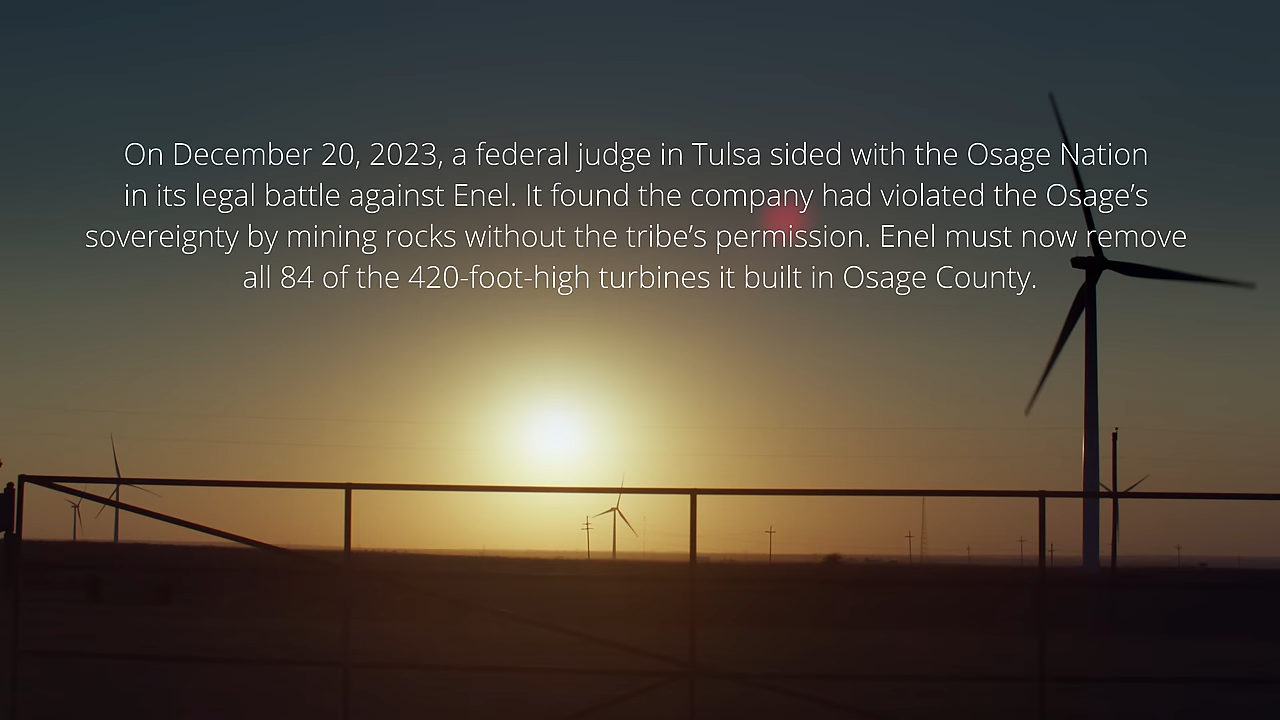 On December 20, 2023, a federal judge in Tulsa sided with the Osage Nation
in its legal battle against Enel. It found the company had violated the Osage’s
sovereignty by mining rocks without the tribe’s permission. Enel must now remove
all 84 of the 420-foot-high turbines it built in Osage County.